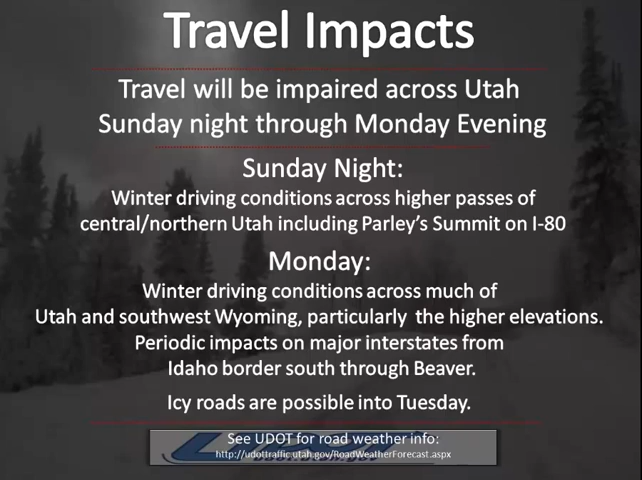 Travel Impacts
Travel will be impaired across Utah
Sunday night through Monday Evening
Sunday Night:
Winter driving conditions across higher passes of
central/northern Utah including Parley's Summit on I-80
Monday:
Winter driving conditions across much of
Utah and southwest Wyoming, particularly the higher elevations.
Periodic impacts on major interstates from
Idaho border south through Beaver.
Icy roads are possible into Tuesday.
See UDOT for road weather info:
http://udottraffic.utah.gov/RoadWeatherForecast.aspx